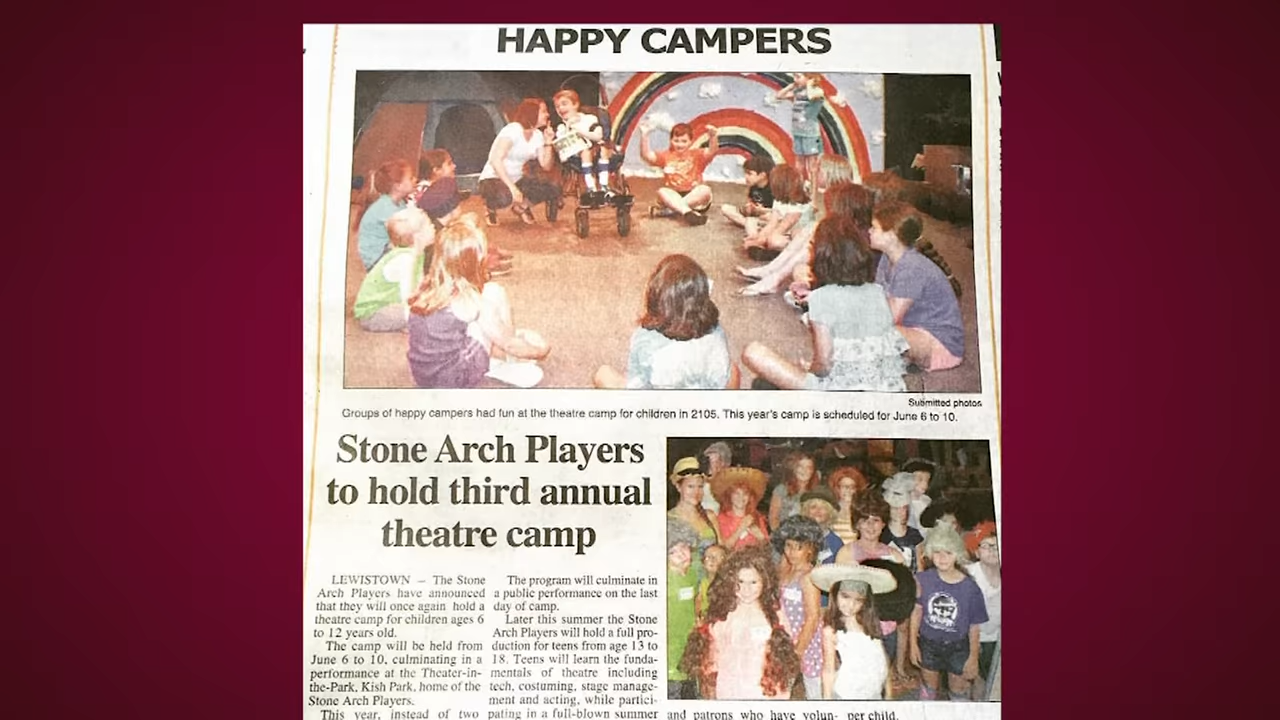 HAPPY CAMPERS
Submitted photos
Groups of happy campers had fun at the theatre camp for children in 2105. This year's camp is scheduled for June 6 to 10.
Stone Arch Players
to hold third annual
theatre camp
LEWISTOWN – The Stone
Arch Players have announced
that they will once again hold a
theatre camp for children ages 6
to 12 years old.
The camp will be held from
June 6 to 10, culminating in a
performance at the Theater-in-
the-Park, Kish Park, home of the
Stone Arch Players.
This year, instead of two
The program will culminate in
a public performance on the last
day of camp.
Later this summer the Stone
Arch Players will hold a full pro-
duction for teens from age 13 to
18. Teens will learn the funda-
mentals of theatre including
tech, costuming, stage manage-
ment and acting, while partici-
pating in a full-blown summer
and patrons who have volun-
per child.